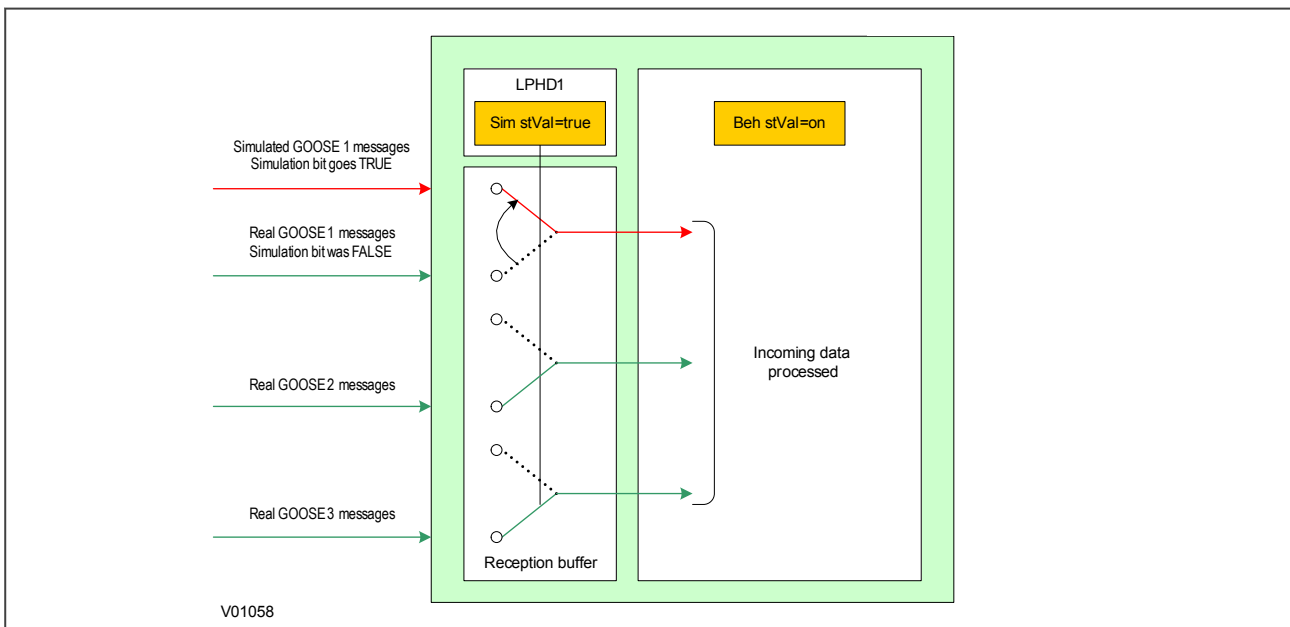 LPHD1
Sim stVal=true
Beh stVal=on
Simulated GOOSE 1 messages
Simulation bit goes TRUE
Real GOOSE 1 messages
Simulation bit was FALSE
Incoming data
processed
Real GOOSE 2 messages
Real GOOSE 3 messages
Reception buffer
V01058